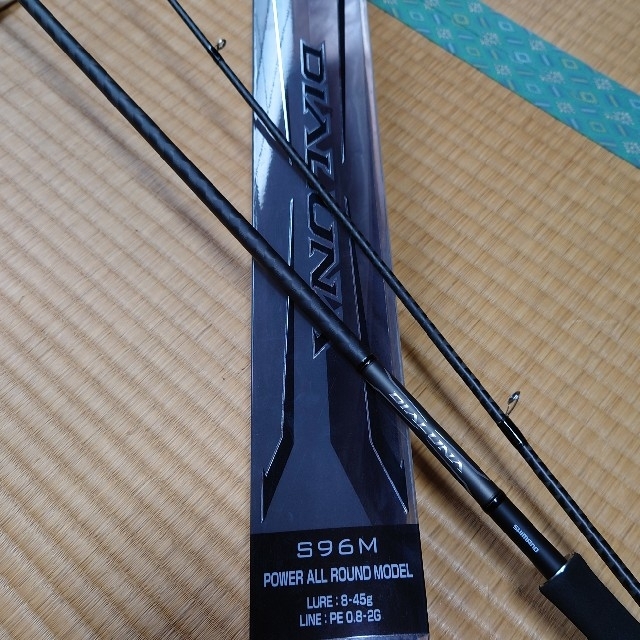 DIALUNA
DIALUNA
SHIMANO
S96M
POWER ALL ROUND MODEL
LURE : 8-45g
LINE : PE 0.8-2G